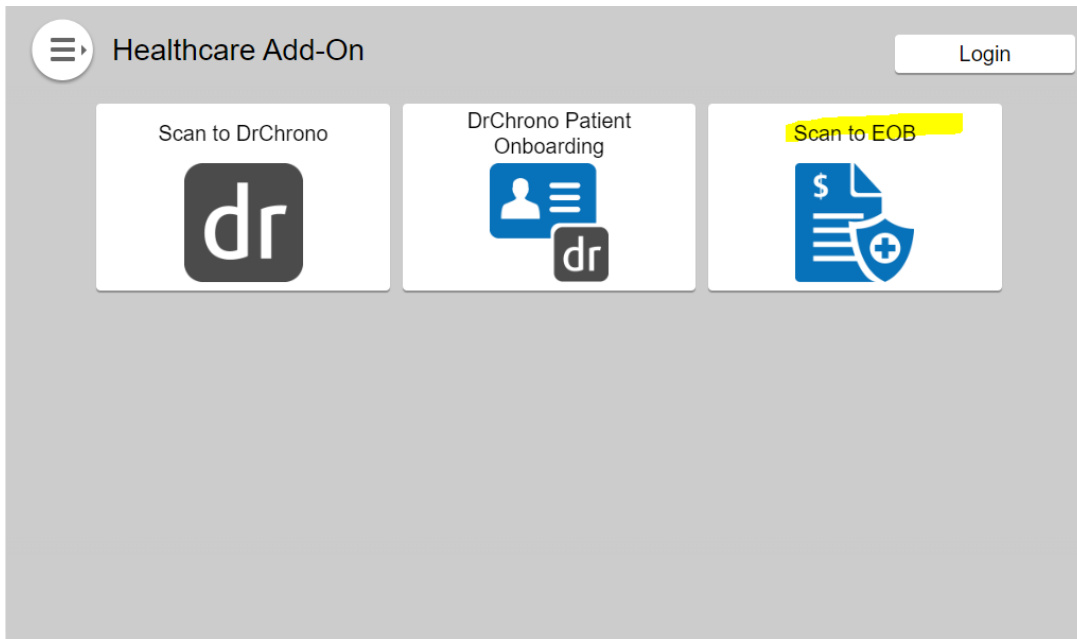 Healthcare Add-On
Login
Scan to DrChrono
dr
DrChrono Patient
Onboarding
dr
Scan to EOB
$